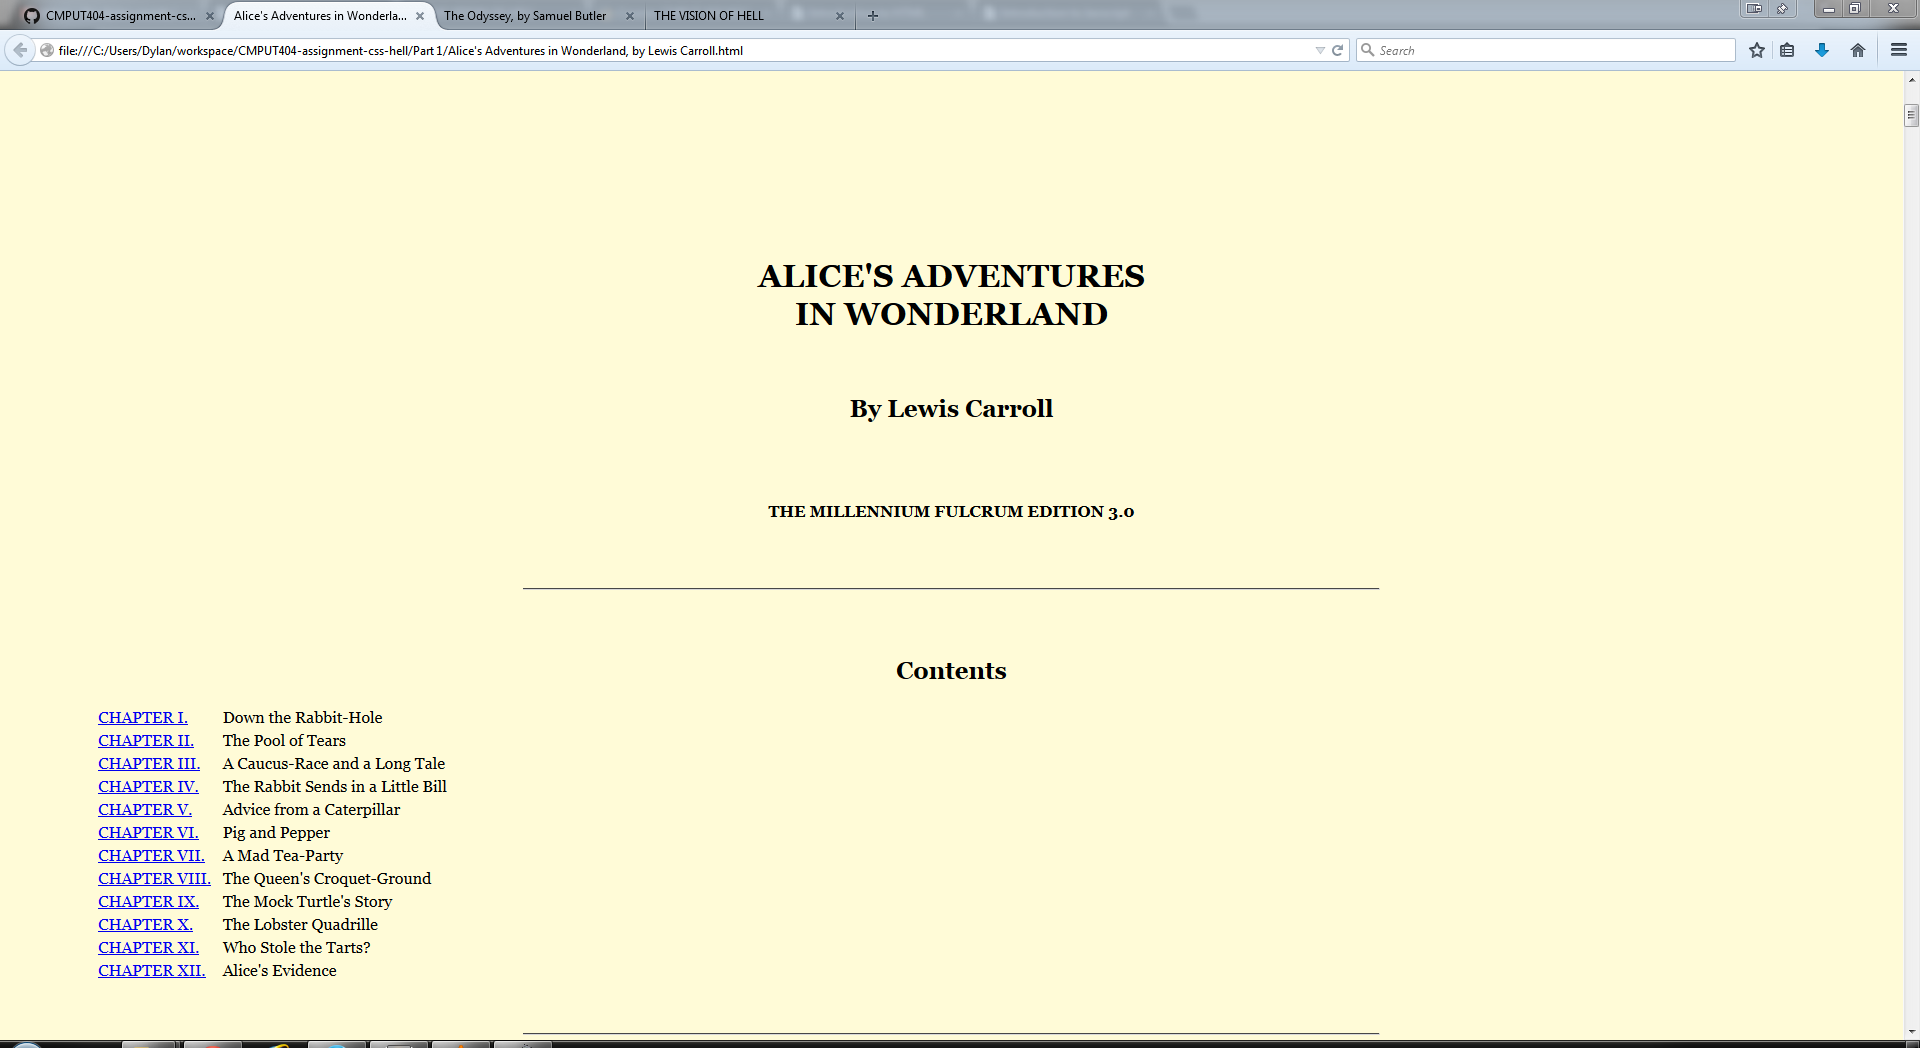 CMPUT404-assignment-cs...
Alice's Adventures in Wonderla...
The Odyssey, by Samuel Butler
THE VISION OF HELL
file:///C:/Users/Dylan/workspace/CMPUT404-assignment-css-hell/Part 1/Alice's Adventures in Wonderland, by Lewis Carroll.html
Search
ALICE'S ADVENTURES
IN WONDERLAND
By Lewis Carroll
THE MILLENNIUM FULCRUM EDITION 3.0
Contents
CHAPTER I. Down the Rabbit-Hole
CHAPTER II. The Pool of Tears
CHAPTER III. A Caucus-Race and a Long Tale
CHAPTER IV. The Rabbit Sends in a Little Bill
CHAPTER V. Advice from a Caterpillar
CHAPTER VI. Pig and Pepper
CHAPTER VII. A Mad Tea-Party
CHAPTER VIII. The Queen's Croquet-Ground
CHAPTER IX. The Mock Turtle's Story
CHAPTER X. The Lobster Quadrille
CHAPTER XI. Who Stole the Tarts?
CHAPTER XII. Alice's Evidence